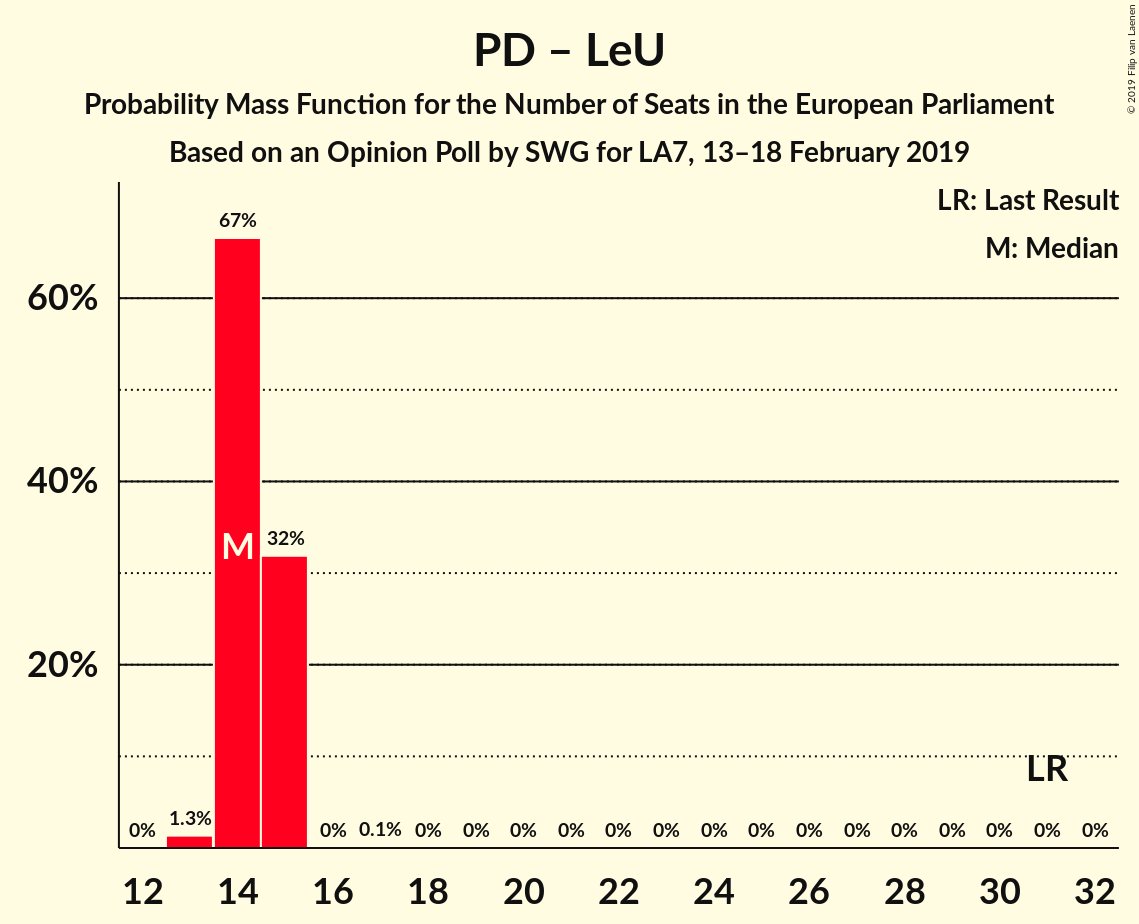 PD – LeU
Probability Mass Function for the Number of Seats in the European Parliament
Based on an Opinion Poll by SWG for LA7, 13–18 February 2019
© 2019 Filip van Laenen
LR: Last Result
M: Median
60%
40%
20%
0% 1.3% 67% 32% 0% 0.1% 0% 0% 0% 0% 0% 0% 0% 0% 0% 0% 0% 0% 0% 0% 0%
M
LR
12 14 16 18 20 22 24 26 28 30 32